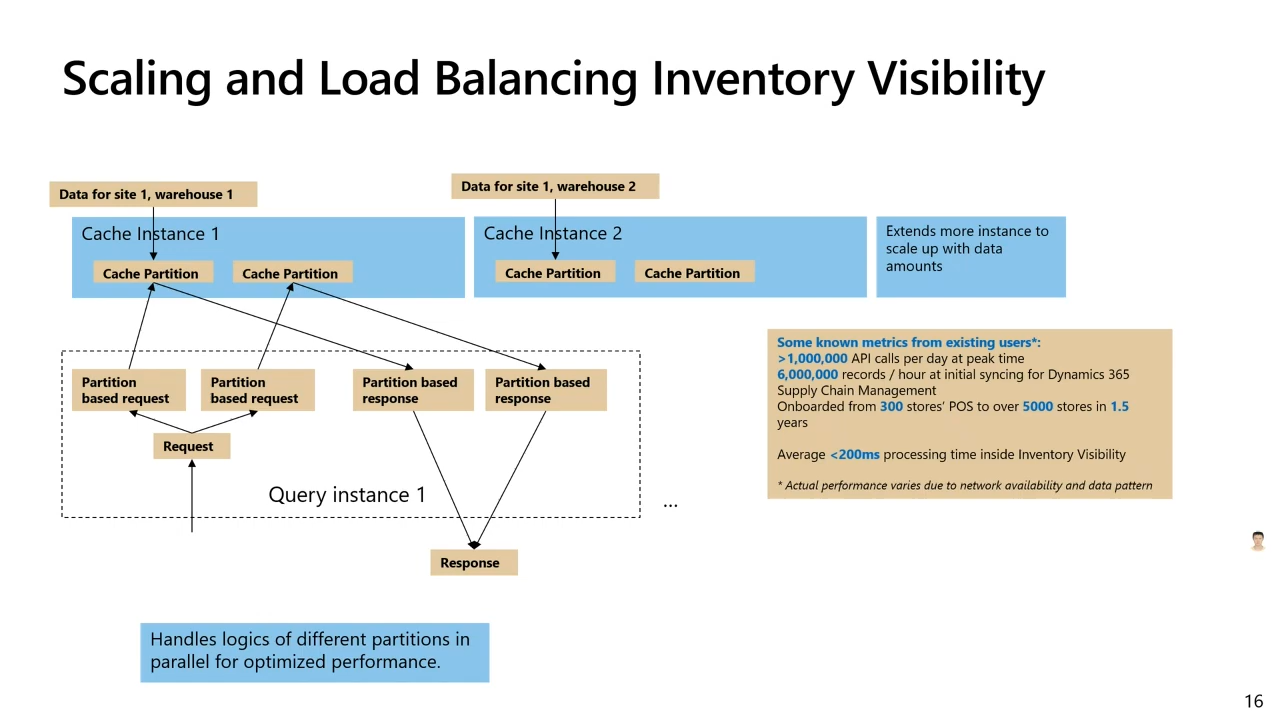 Scaling and Load Balancing Inventory Visibility
Data for site 1, warehouse 1
Data for site 1, warehouse 2
Cache Instance 1
Cache Partition
Cache Partition
Cache Instance 2
Cache Partition
Cache Partition
Extends more instance to
scale up with data
amounts
Partition
based request
Partition
based request
Partition based
response
Partition based
response
Request
Query instance 1
...
Response
Some known metrics from existing users*:
>1,000,000 API calls per day at peak time
6,000,000 records / hour at initial syncing for Dynamics 365
Supply Chain Management
Onboarded from 300 stores’ POS to over 5000 stores in 1.5
years
Average <200ms processing time inside Inventory Visibility
* Actual performance varies due to network availability and data pattern
Handles logics of different partitions in
parallel for optimized performance.
16